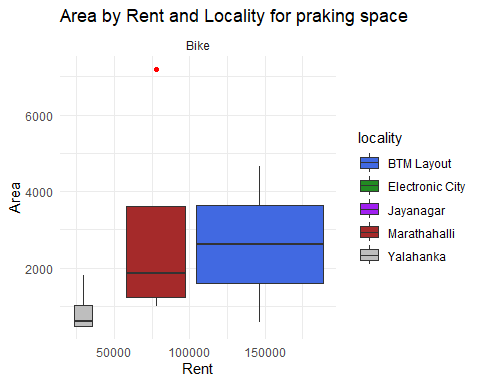 Area by Rent and Locality for praking space
Bike
6000
4000
2000
Area
50000
100000
150000
Rent
locality
BTM Layout
Electronic City
Jayanagar
Marathahalli
Yalahanka